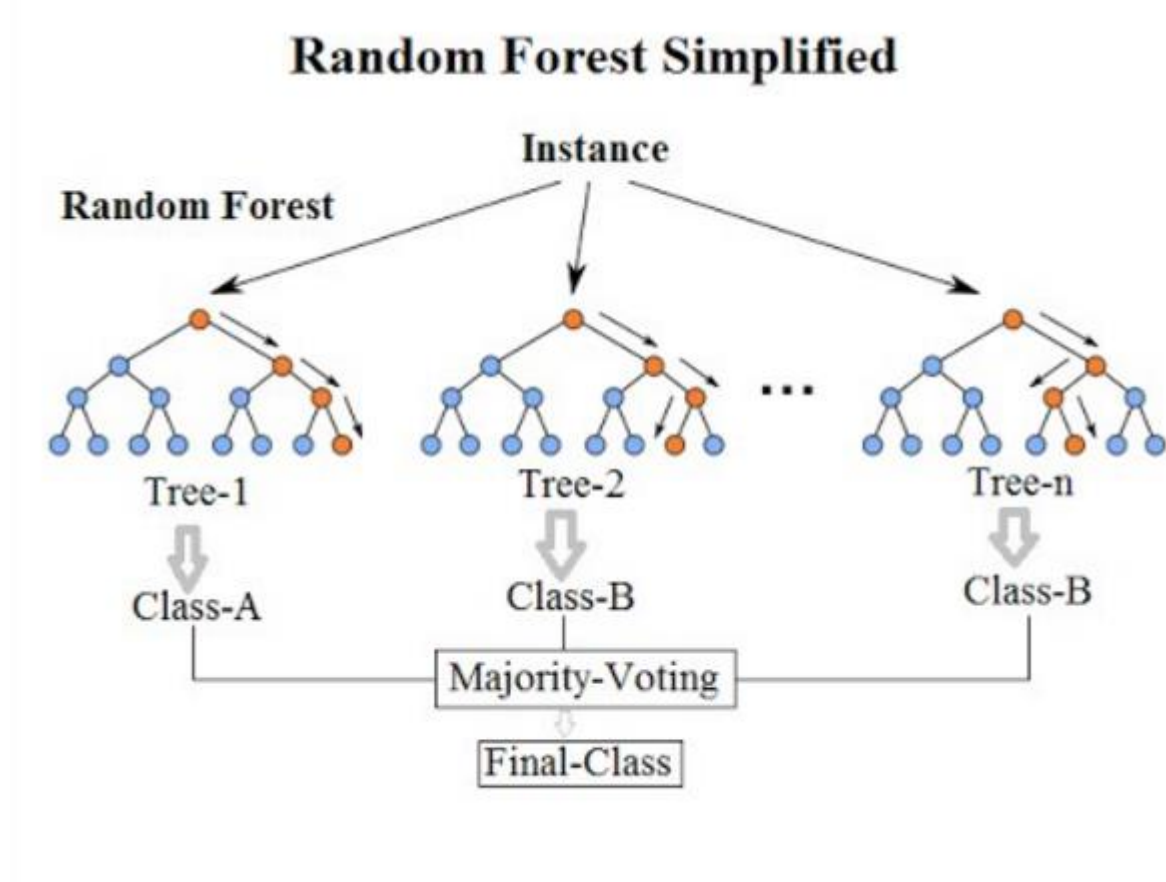 Random Forest Simplified
Instance
Random Forest
...
Tree-1
Tree-2
Tree-n
Class-A
Class-B
Class-B
Majority-Voting
Final-Class